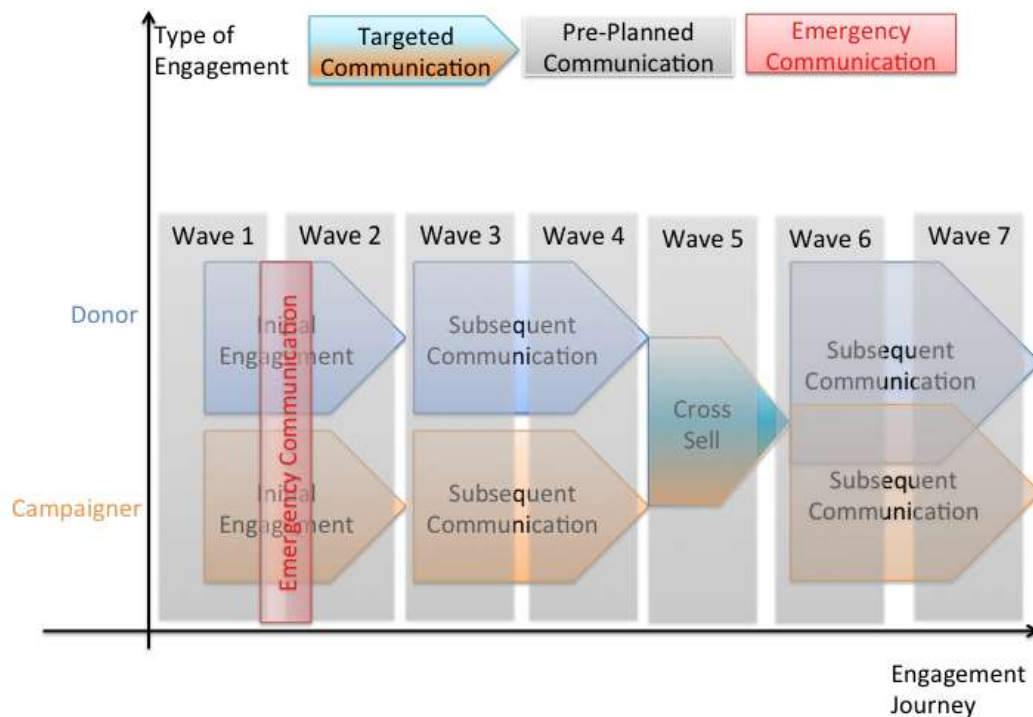 Type of
Engagement
Targeted
Communication
Pre-Planned
Communication
Emergency
Communication
Wave 1
Wave 2
Wave 3
Wave 4
Wave 5
Wave 6
Wave 7
Donor
Initial
Engagement
Emergency Communication
Subsequent
Communication
Cross
Sell
Subsequent
Communication
Campaigner
Initial
Engagement
Subsequent
Communication
Subsequent
Communication
Engagement
Journey